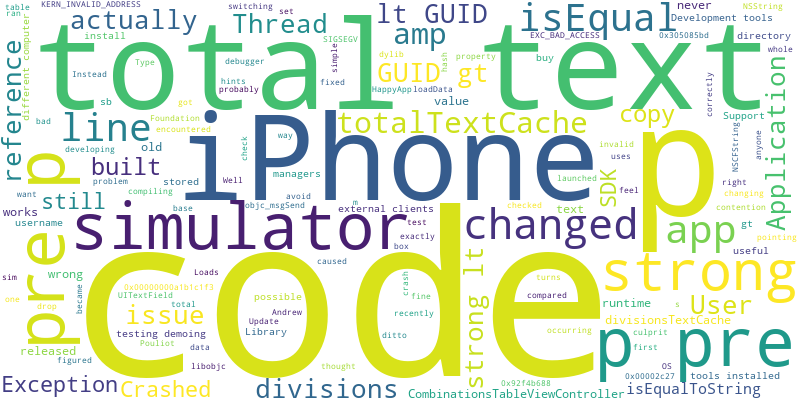 KERN_INVALID_ADDRESS
switching
set
table
ran
actually
lt GUID
isEqual
NSString
never
Development tools
different computer
install
Thread
amp
EXC_BAD_ACCESS
0x305085bd
directory
SIGSEGV
simple
total
text
reference
debugger
Instead
Type
hints
probably
fixed
dylib
hash
property
GUID
gt
buy
whole
sb
HappyApp
loadData
value
correctly
Support
bad
Foundation
got
encountered
line
totalTextCache
copy
Application
p
old
developing
way
check
iPhone
invalid
NSCFString
anyone
built
problem
Well
managers
SDK
uses
right
want
compiling
stored
avoid
launched
feel
changing
still
base
objc_msgSend
m
external clients
text
contention
works
username
simulator
test
exactly
box
checked
changed
app
gt
useful
pointing
pre
wrong
caused
sim
Loads
code
crash
strong
runtime
one
became
og
0x00000000a1b1c1f3
UITextField
total
possible
fine
turns
compared
User
s
drop
issue
Andrew
recently
strong lt
divisionsTextCache
culprit
testing demoing
Update
ditto
occurring
first
released
Pouliot
Library
data
p
pre
figured
libobjc
thought
OS
0x00002c27
tools installed
Exception
Crashed
divisions
0x92f4b688
CombinationsTableViewController
isEqualToString